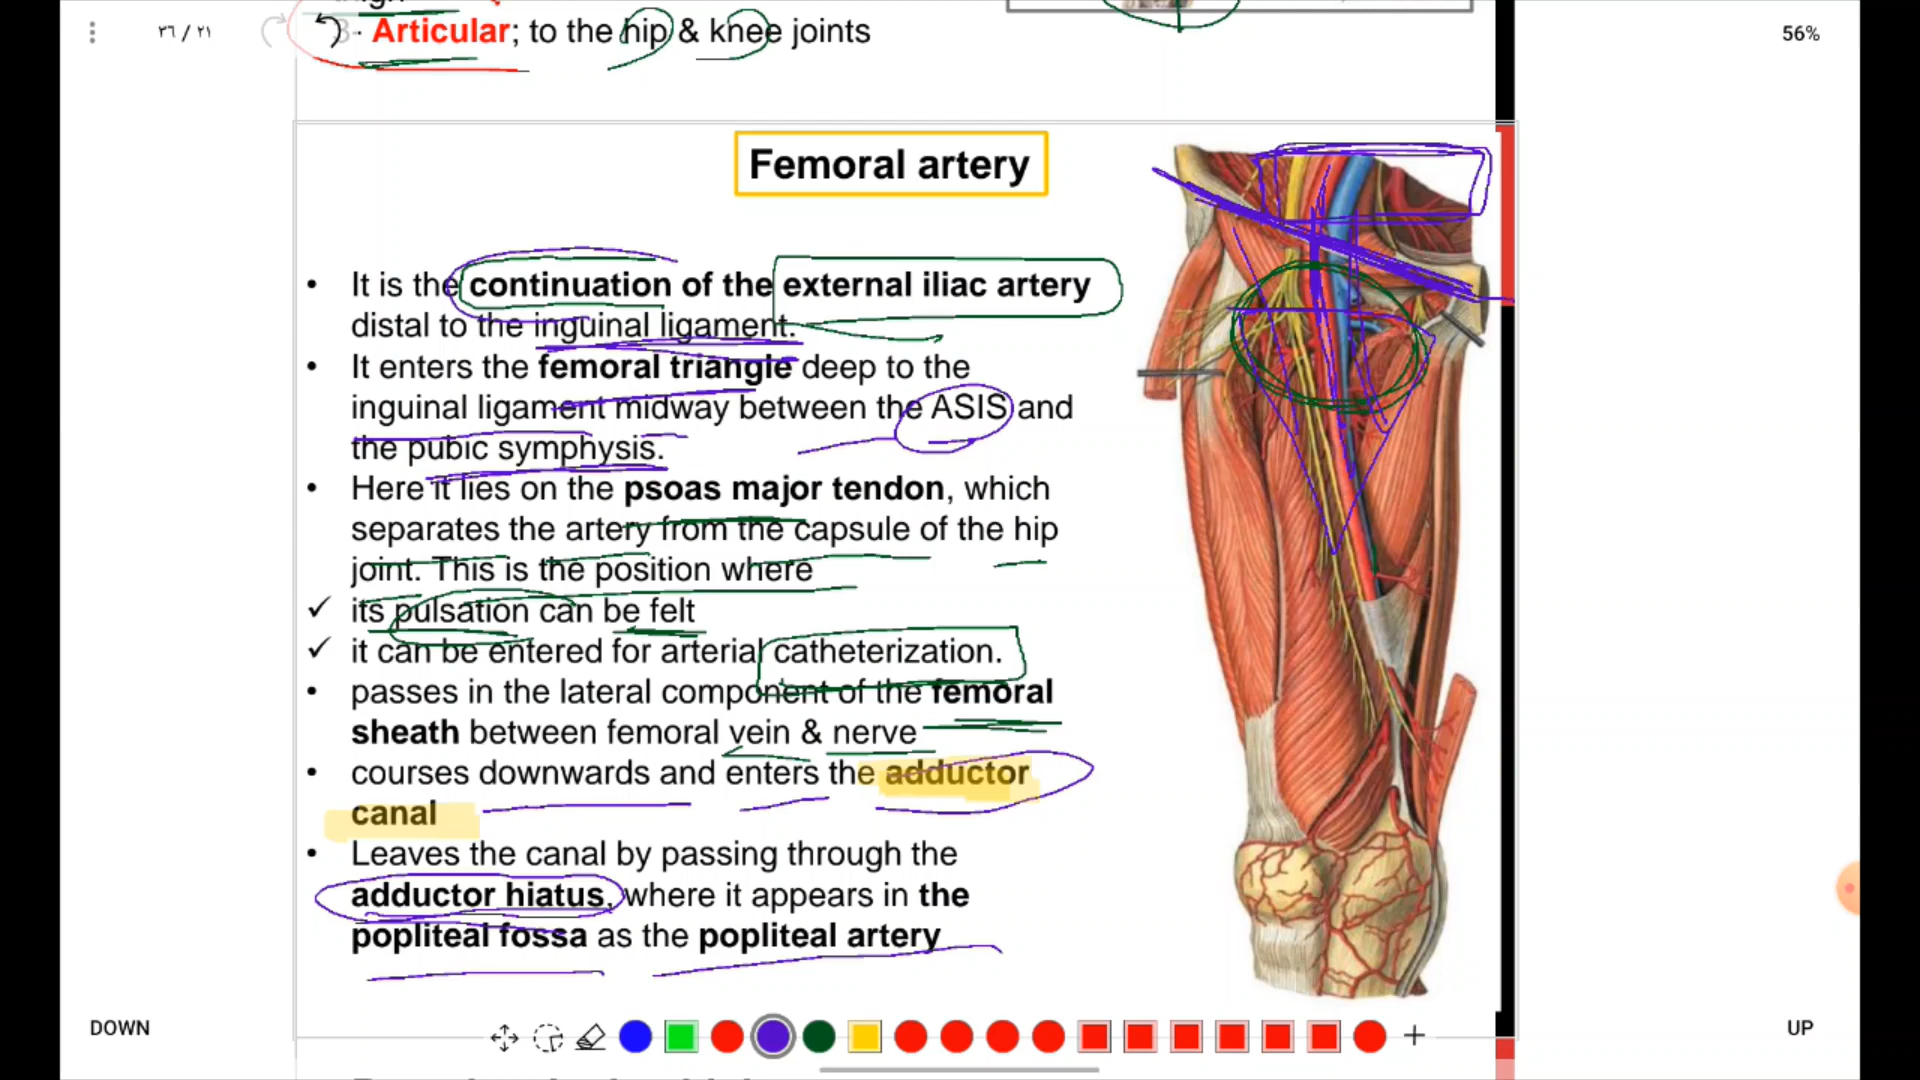 ٣٦ / ٢١
3- Articular; to the hip & knee joints
56%
Femoral artery
• It is the continuation of the external iliac artery
distal to the inguinal ligament.
• It enters the femoral triangle deep to the
inguinal ligament midway between the ASIS and
the pubic symphysis.
• Here it lies on the psoas major tendon, which
separates the artery from the capsule of the hip
joint. This is the position where
✓ its pulsation can be felt
✓ it can be entered for arterial catheterization.
• passes in the lateral component of the femoral
sheath between femoral vein & nerve
• courses downwards and enters the adductor
canal
• Leaves the canal by passing through the
adductor hiatus, where it appears in the
popliteal fossa as the popliteal artery
DOWN
UP